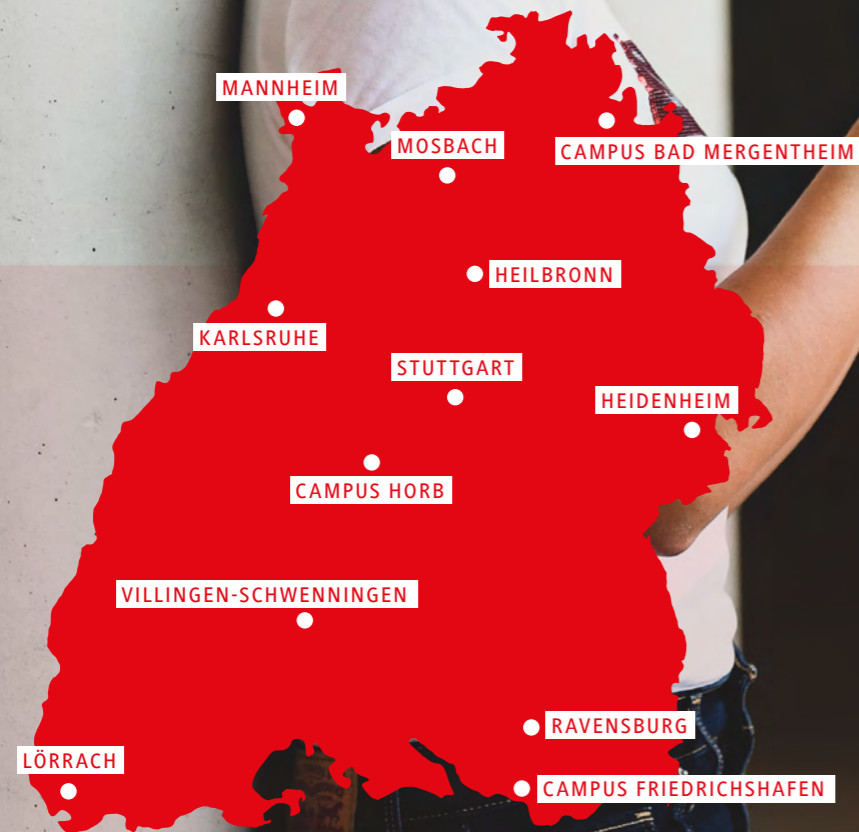 MANNHEIM
MOSBACH
CAMPUS BAD MERGENTHEIM
HEILBRONN
KARLSRUHE
STUTTGART
HEIDENHEIM
CAMPUS HORB
VILLINGEN-SCHWENNINGEN
RAVENSBURG
LÖRRACH
CAMPUS FRIEDRICHSHAFEN